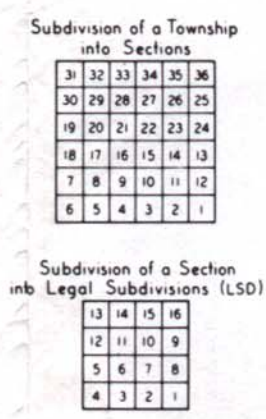 Subdivision of a Township
into Sections
31 32 33 34 35 36
30 29 28 27 26 25
19 20 21 22 23 24
18 17 16 15 14 13
7 8 9 10 11 12
6 5 4 3 2 1
Subdivision of a Section
into Legal Subdivisions (LSD)
13 14 15 16
12 11 10 9
5 6 7 8
4 3 2 1